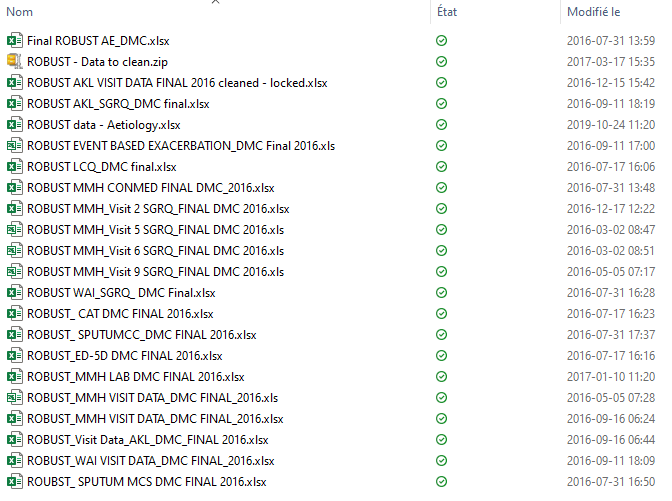 Nom État Modifié le
Final ROBUST AE_DMC.xlsx 2016-07-31 13:59
ROBUST - Data to clean.zip 2017-03-17 15:35
ROBUST AKL VISIT DATA FINAL 2016 cleaned - locked.xlsx 2016-12-15 15:42
ROBUST AKL_SGRQ_DMC final.xlsx 2016-09-11 18:19
ROBUST data - Aetiology.xlsx 2019-10-24 11:20
ROBUST EVENT BASED EXACERBATION_DMC Final 2016.xls 2016-09-11 17:00
ROBUST LCQ_DMC final.xlsx 2016-07-17 16:06
ROBUST MMH CONMED FINAL DMC_2016.xlsx 2016-07-31 13:48
ROBUST MMH_Visit 2 SGRQ_FINAL DMC 2016.xlsx 2016-12-17 12:22
ROBUST MMH_Visit 5 SGRQ_FINAL DMC 2016.xls 2016-03-02 08:47
ROBUST MMH_Visit 6 SGRQ_FINAL DMC 2016.xls 2016-03-02 08:51
ROBUST MMH_Visit 9 SGRQ_FINAL DMC 2016.xls 2016-05-05 07:17
ROBUST WAI_SGRQ_ DMC Final.xlsx 2016-07-31 16:28
ROBUST_ CAT DMC FINAL 2016.xlsx 2016-07-17 16:23
ROBUST_ SPUTUMCC_DMC FINAL 2016.xlsx 2016-07-31 17:37
ROBUST_ED-5D DMC FINAL 2016.xlsx 2016-07-17 16:16
ROBUST_MMH LAB DMC FINAL 2016.xlsx 2017-01-10 11:20
ROBUST_MMH VISIT DATA_DMC FINAL_2016.xls 2016-05-05 07:28
ROBUST_MMH VISIT DATA_DMC FINAL_2016.xlsx 2016-09-16 06:24
ROBUST_Visit Data_AKL_DMC_FINAL 2016.xlsx 2016-09-16 06:44
ROBUST_WAI VISIT DATA_DMC FINAL_2016.xlsx 2016-09-11 18:09
ROUBST_ SPUTUM MCS DMC FINAL 2016.xlsx 2016-07-31 16:50